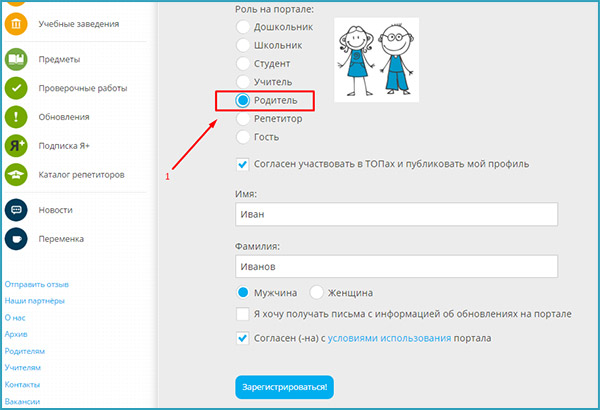 Учебные заведения
Предметы
Проверочные работы
Обновления
Я+
Подписка Я+
Каталог репетиторов
Новости
Переменка
Отправить отзыв
Наши партнёры
О нас
Архив
Родителям
Учителям
Контакты
Вакансии
Роль на портале:
Дошкольник
Школьник
Студент
Учитель
Родитель
Репетитор
Гость
1
Согласен участвовать в ТОПах и публиковать мой профиль
Имя:
Иван
Фамилия:
Иванов
Мужчина Женщина
Я хочу получать письма с информацией об обновлениях на портале
Согласен (-на) с условиями использования портала
Зарегистрироваться!